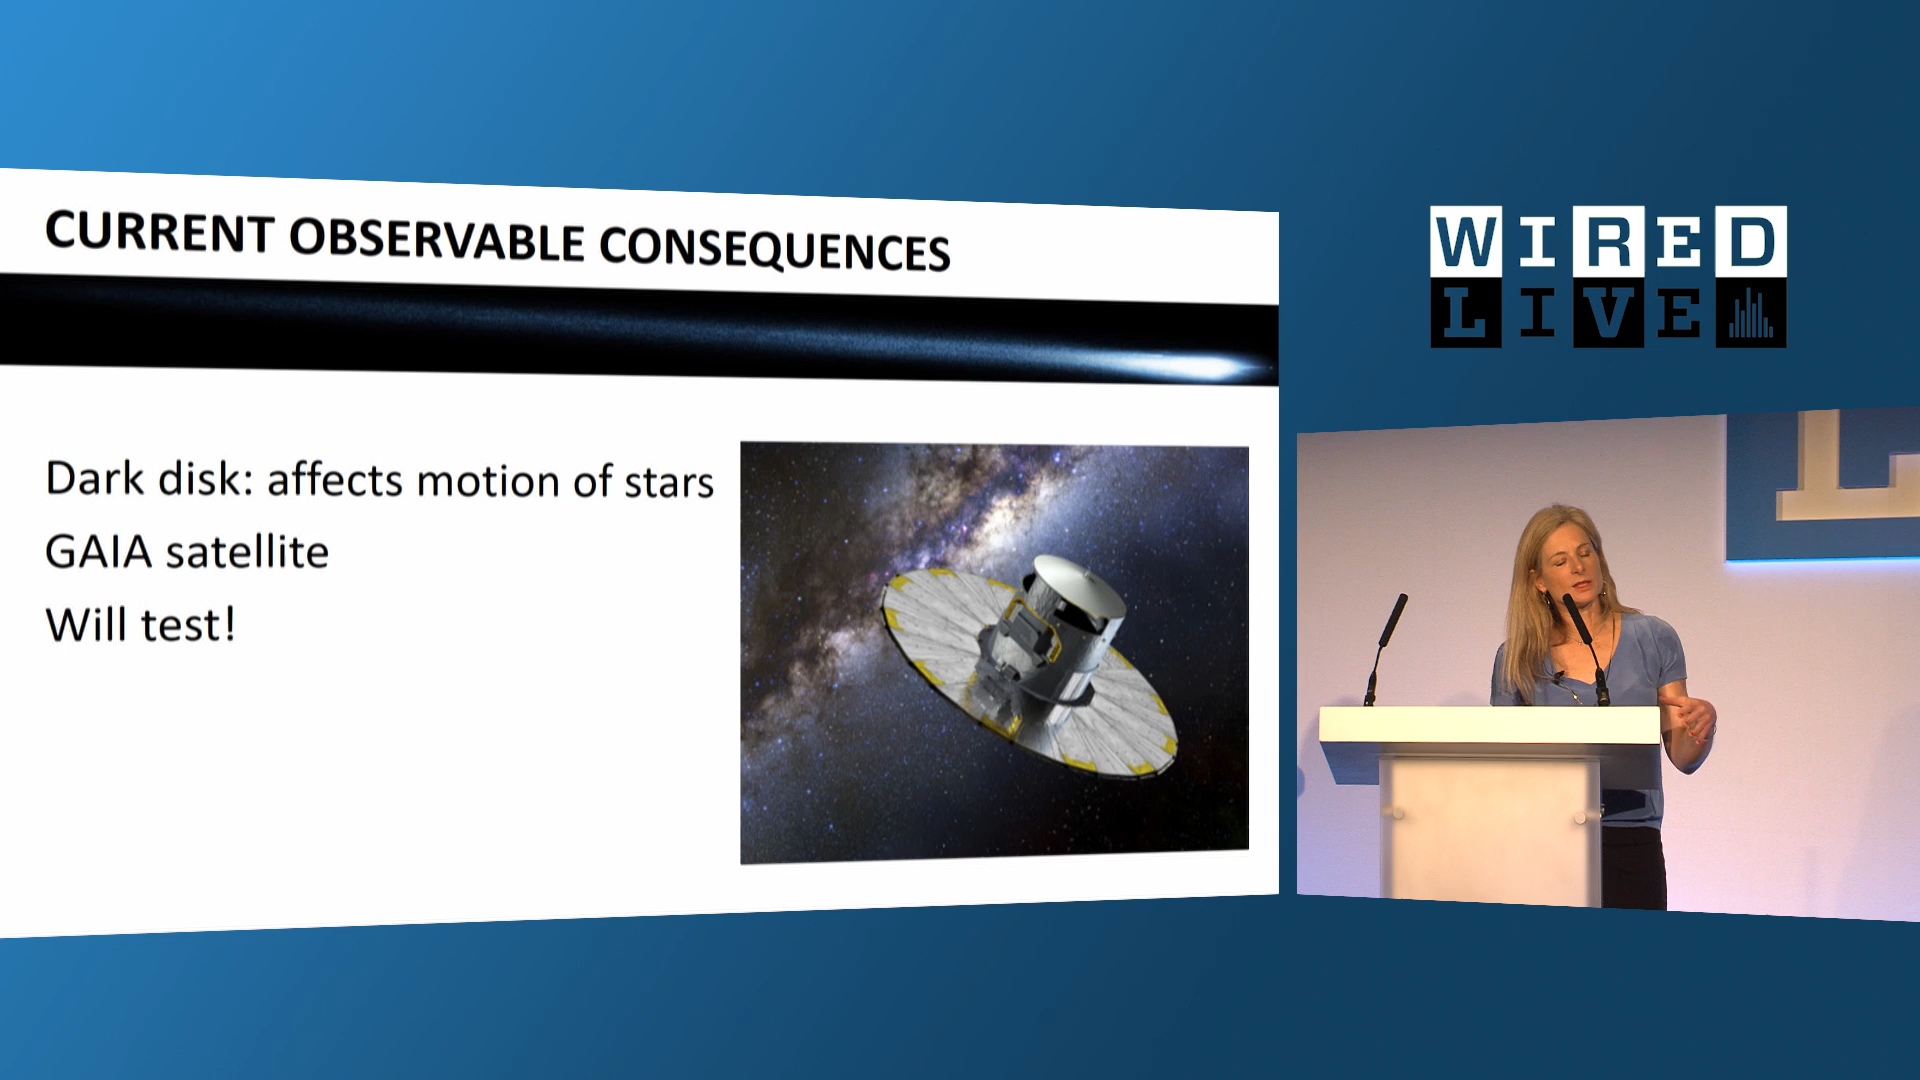 CURRENT OBSERVABLE CONSEQUENCES
Dark disk: affects motion of stars
GAIA satellite
Will test!
WIRED
LIVE